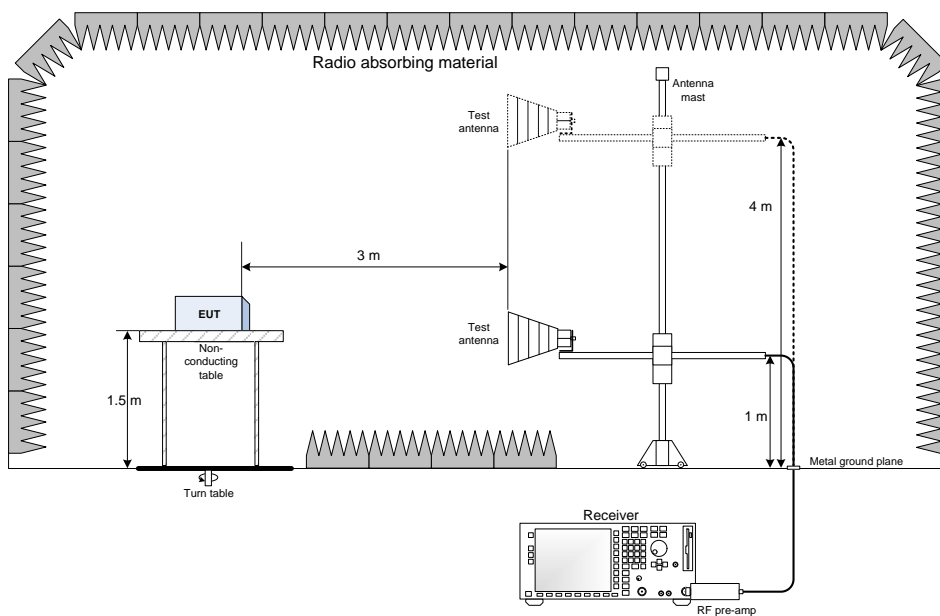 Radio absorbing material
Antenna
mast
Test
antenna
4 m
3 m
EUT
Test
antenna
Non-
conducting
table
1.5 m
1 m
Metal ground plane
Turn table
Receiver
RF pre-amp